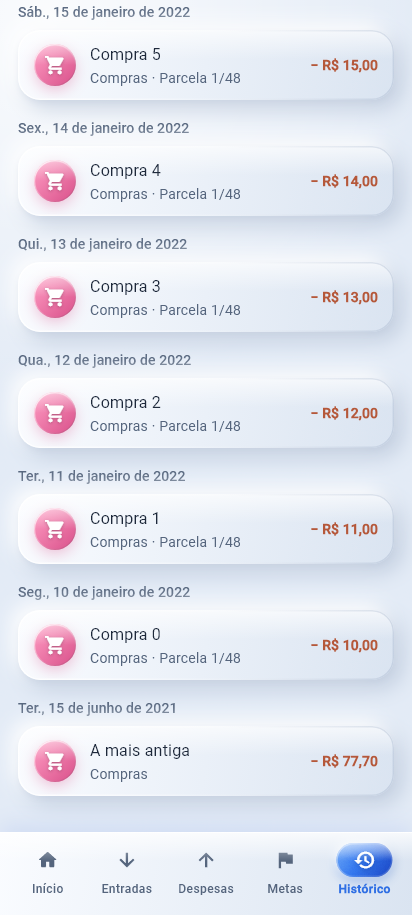 Sáb., 15 de janeiro de 2022
Compra 5
Compras · Parcela 1/48
− R$ 15,00
Sex., 14 de janeiro de 2022
Compra 4
Compras · Parcela 1/48
− R$ 14,00
Qui., 13 de janeiro de 2022
Compra 3
Compras · Parcela 1/48
− R$ 13,00
Qua., 12 de janeiro de 2022
Compra 2
Compras · Parcela 1/48
− R$ 12,00
Ter., 11 de janeiro de 2022
Compra 1
Compras · Parcela 1/48
− R$ 11,00
Seg., 10 de janeiro de 2022
Compra 0
Compras · Parcela 1/48
− R$ 10,00
Ter., 15 de junho de 2021
A mais antiga
Compras
− R$ 77,70
Início
Entradas
Despesas
Metas
Histórico